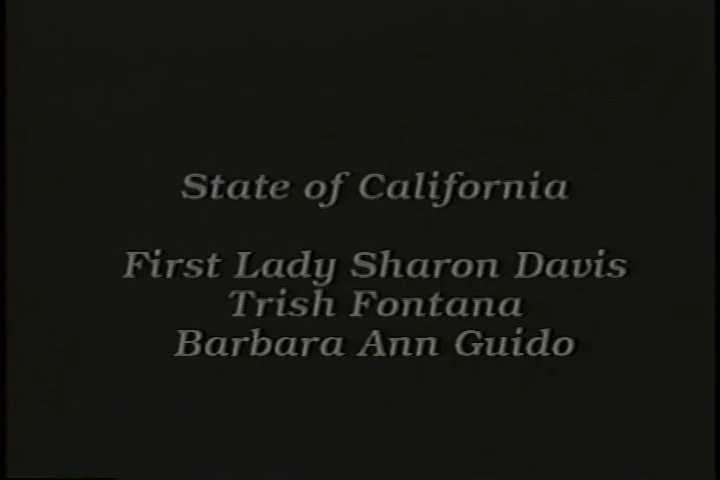 State of California
First Lady Sharon Davis
Trish Fontana
Barbara Ann Guido